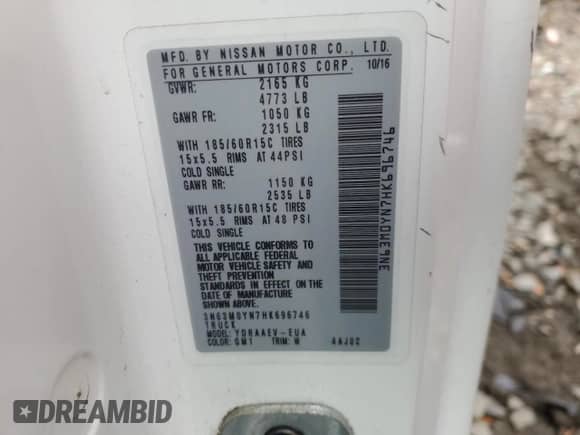 MFD. BY NISSAN MOTOR CO., LTD.
FOR GENERAL MOTORS CORP. 10/16
GVWR: 2165 KG
4773 LB
GAWR FR: 1050 KG
2315 LB
WITH 185/60R15C TIRES
15x5.5 RIMS AT 44PSI
COLD SINGLE
GAWR RR: 1150 KG
2535 LB
WITH 185/60R15C TIRES
15x5.5 RIMS AT 48 PSI
COLD SINGLE
THIS VEHICLE CONFORMS TO
ALL APPLICABLE FEDERAL
MOTOR VEHICLE SAFETY
AND THEFT PREVENTION
STANDARDS IN EFFECT ON THE
DATE OF MANUFACTURE
SHOWN ABOVE.
3N63M0YN7HK696746
TRUCK
MODEL: YDRAAEV-EUA
COLOR: QM1 TRIM: W 4AJ02
3N63M0YN7HK696746
DREAMBID